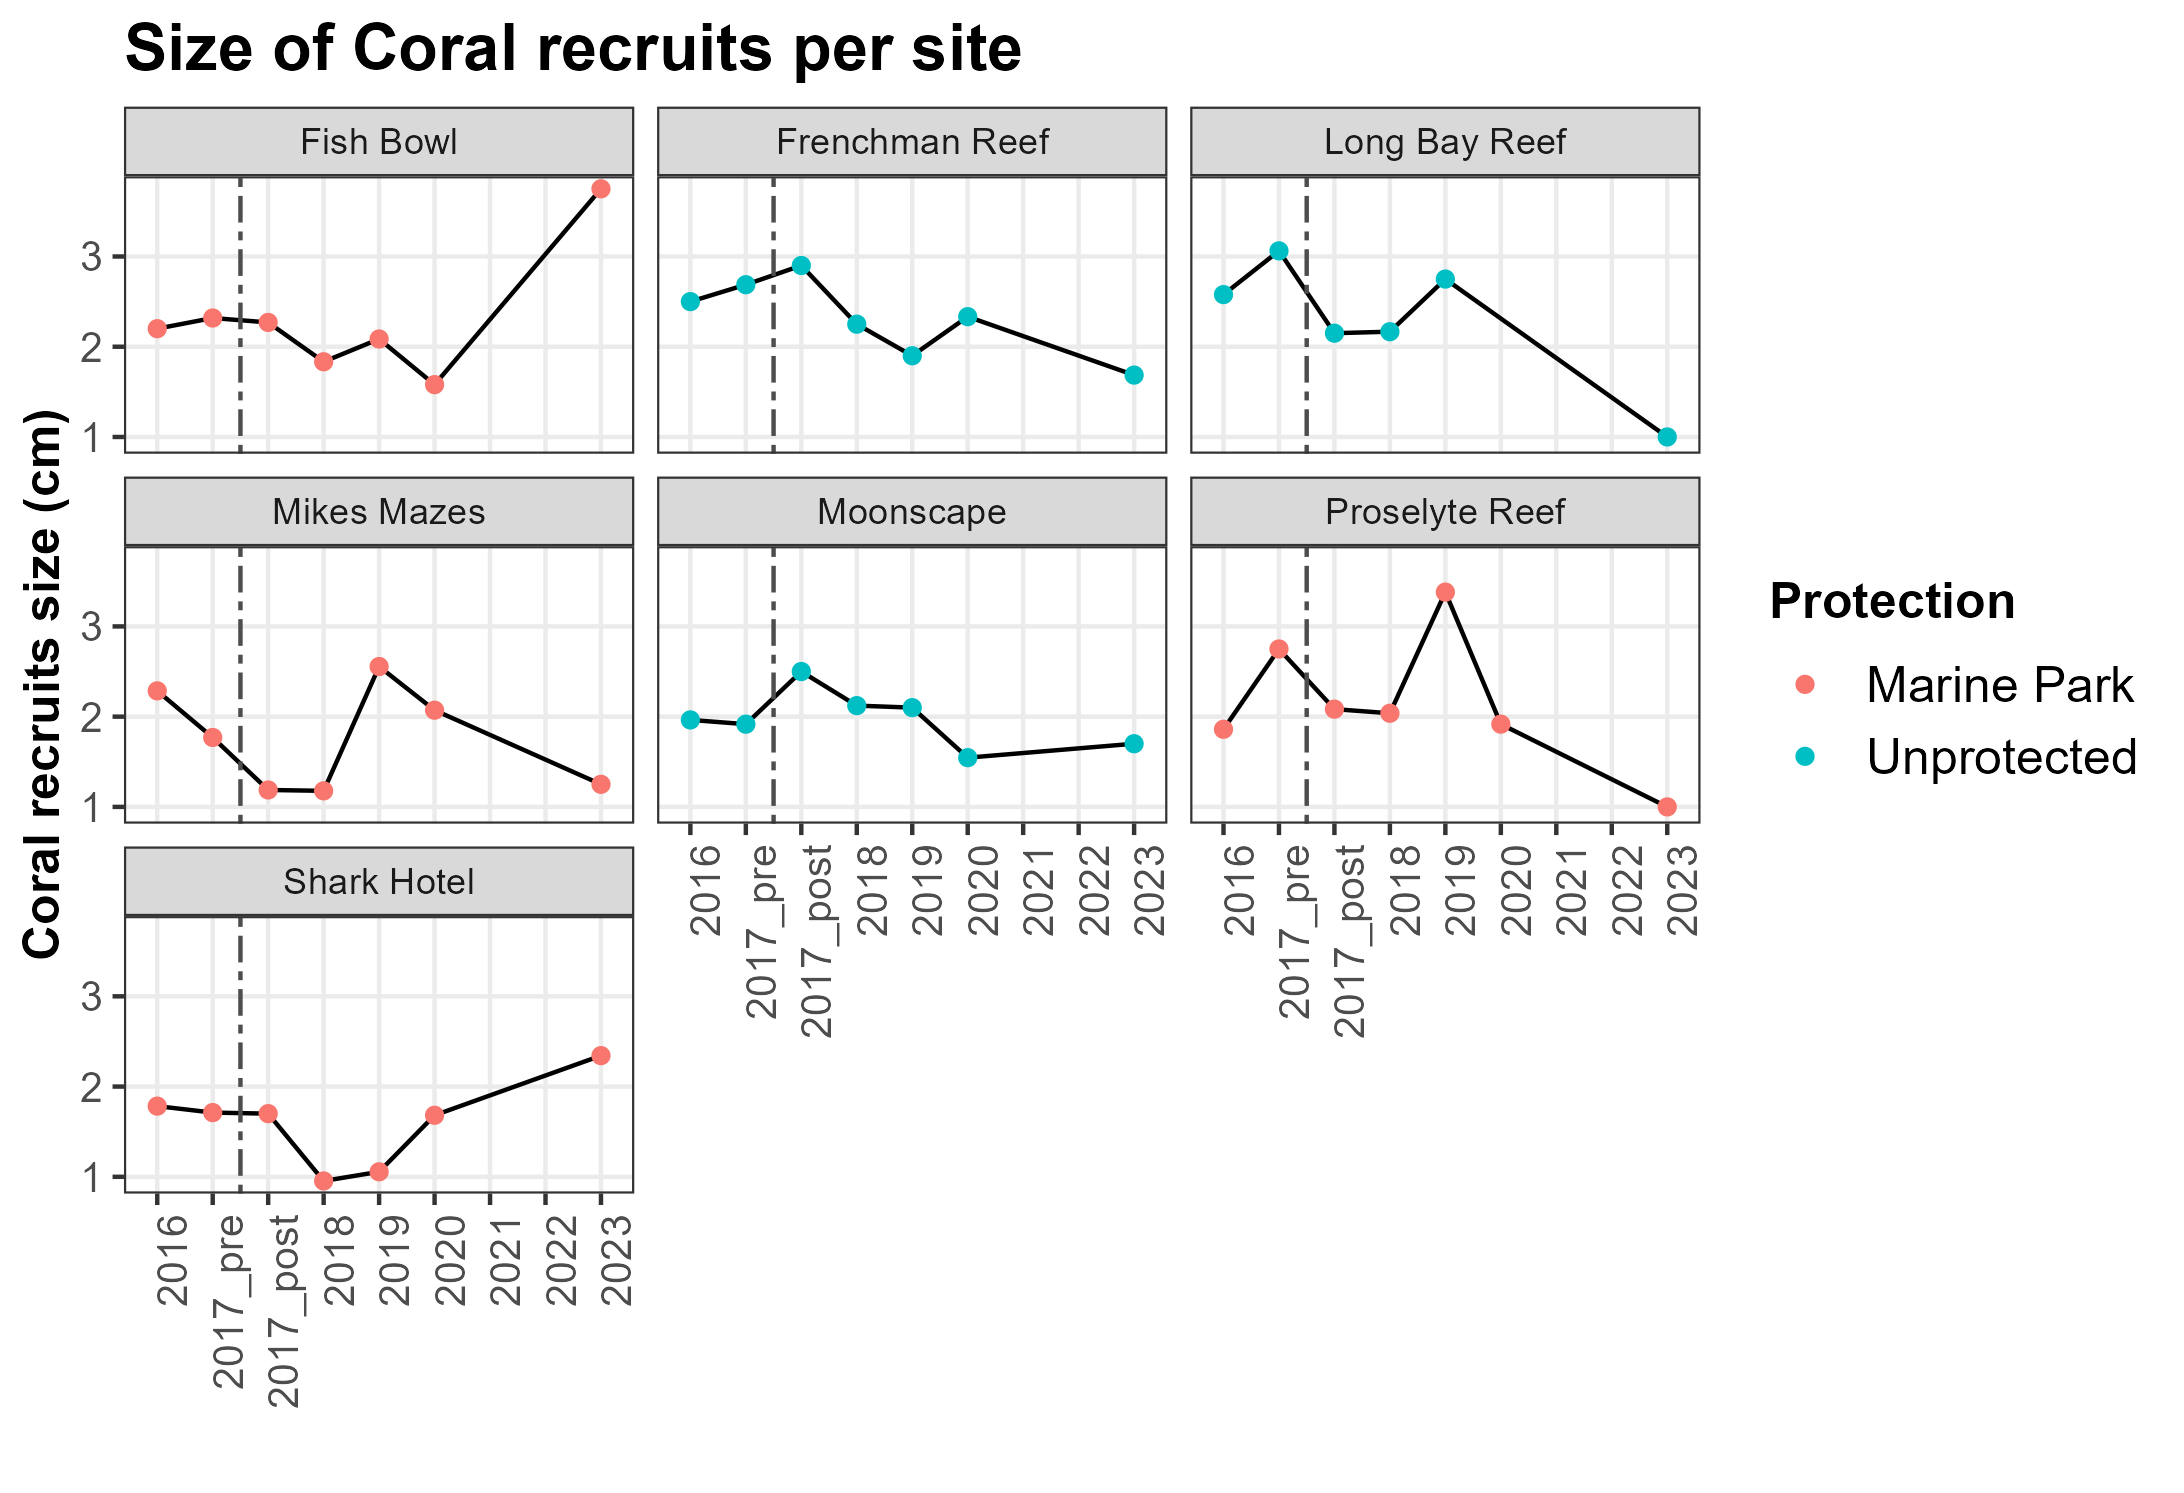 Size of Coral recruits per site
Fish Bowl
Frenchman Reef
Long Bay Reef
3
2
1
Coral recruits size (cm)
Mikes Mazes
Moonscape
Proselyte Reef
3
2
1
2016
2017_pre
2017_post
2018
2019
2020
2021
2022
2023
2016
2017_pre
2017_post
2018
2019
2020
2021
2022
2023
Shark Hotel
3
2
1
2016
2017_pre
2017_post
2018
2019
2020
2021
2022
2023
Protection
Marine Park
Unprotected